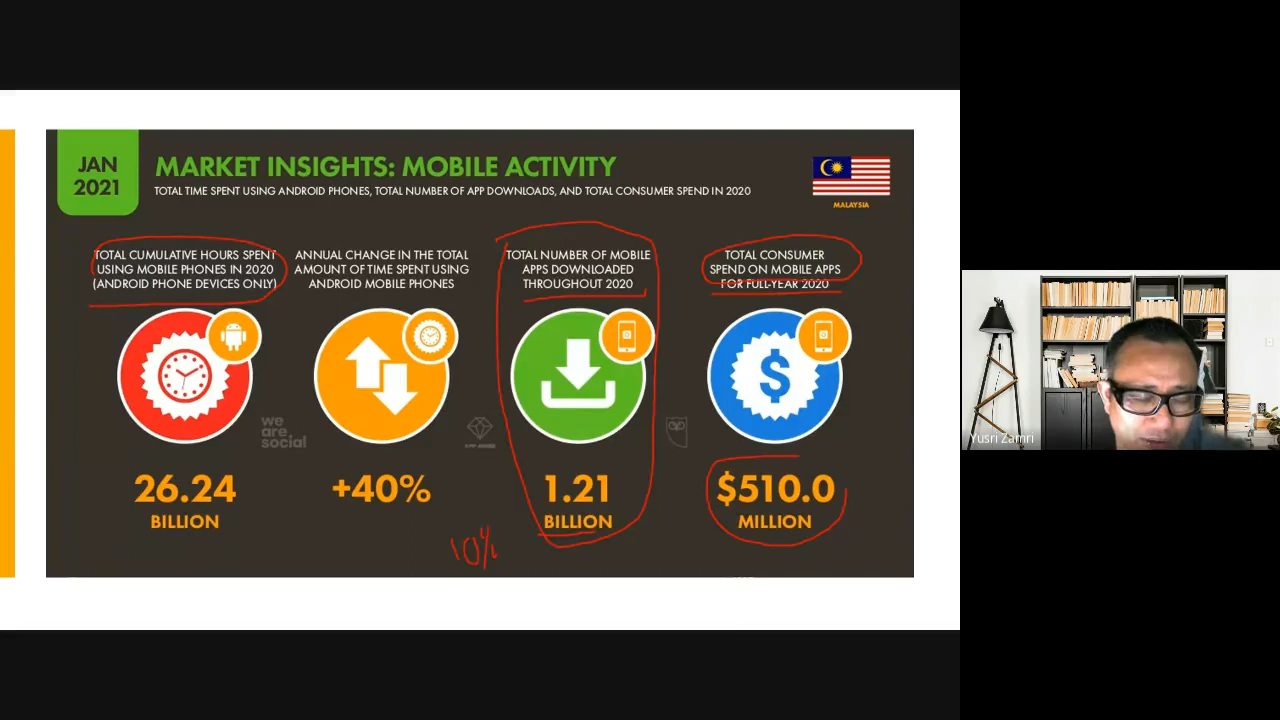 JAN
2021
MARKET INSIGHTS: MOBILE ACTIVITY
TOTAL TIME SPENT USING ANDROID PHONES, TOTAL NUMBER OF APP DOWNLOADS, AND TOTAL CONSUMER SPEND IN 2020
MALAYSIA
TOTAL CUMULATIVE HOURS SPENT
USING MOBILE PHONES IN 2020
(ANDROID PHONE DEVICES ONLY)
26.24
BILLION
ANNUAL CHANGE IN THE TOTAL
AMOUNT OF TIME SPENT USING
ANDROID MOBILE PHONES
+40%
TOTAL NUMBER OF MOBILE
APPS DOWNLOADED
THROUGHOUT 2020
1.21
BILLION
TOTAL CONSUMER
SPEND ON MOBILE APPS
FOR FULL-YEAR 2020
$
$510.0
MILLION
we
are
social
10%
Yusri Zamri